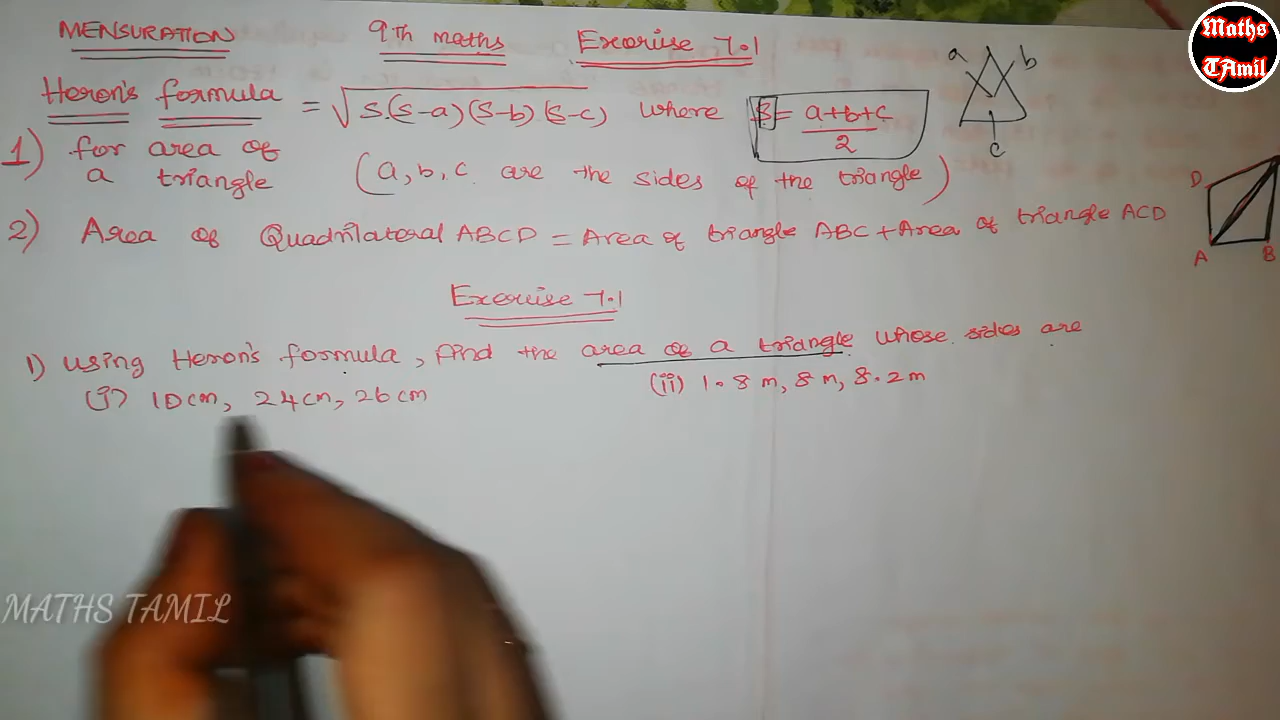 MENSURATION 9Th maths Exercise 7.1
Heron's formula = √s.(s-a)(s-b)(s-c) where s = a+b+c/2
1) for area of a triangle (a, b, c are the sides of the triangle)
a b
c
2) Area of Quadrilateral ABCD = Area of triangle ABC + Area of triangle ACD
D
A B
Exercise 7.1
1) using Heron's formula, find the area of a triangle whose sides are
(i) 10cm, 24cm, 26cm (ii) 1.8m, 8m, 8.2m
MATHS TAMIL
Maths
TAmil